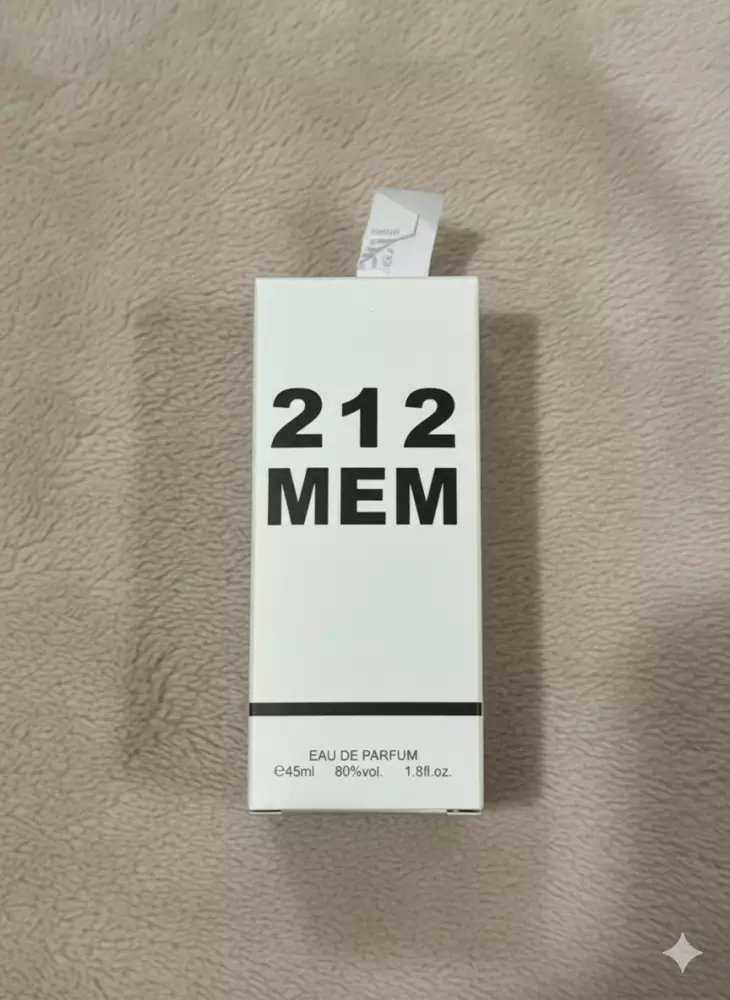 212
MEM
EAU DE PARFUM
℮45ml 80%vol. 1.8fl.oz.